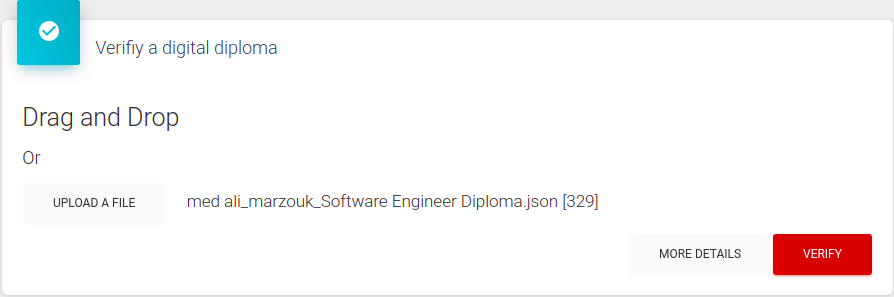 Verifiy a digital diploma
Drag and Drop
Or
UPLOAD A FILE med ali_marzouk_Software Engineer Diploma.json [329]
MORE DETAILS VERIFY